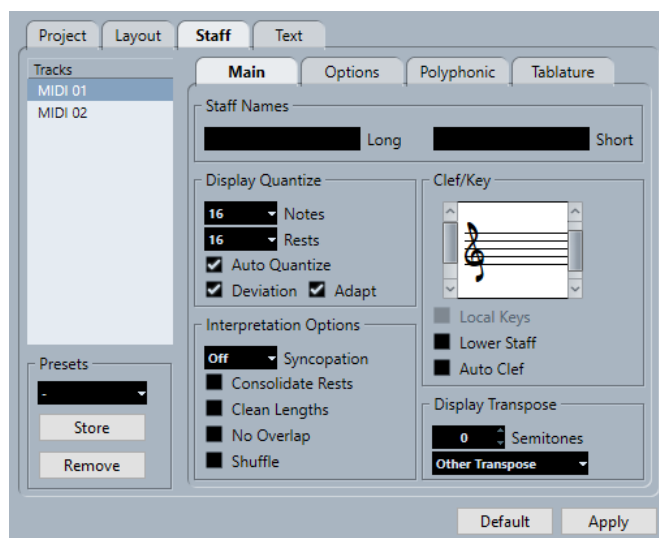 Project Layout Staff Text
Tracks
MIDI 01
MIDI 02
Presets
-
Store
Remove
Main Options Polyphonic Tablature
Staff Names
Long Short
Display Quantize
16 Notes
16 Rests
Auto Quantize
Deviation Adapt
Interpretation Options
Off Syncopation
Consolidate Rests
Clean Lengths
No Overlap
Shuffle
Clef/Key
Local Keys
Lower Staff
Auto Clef
Display Transpose
0 Semitones
Other Transpose
Default Apply